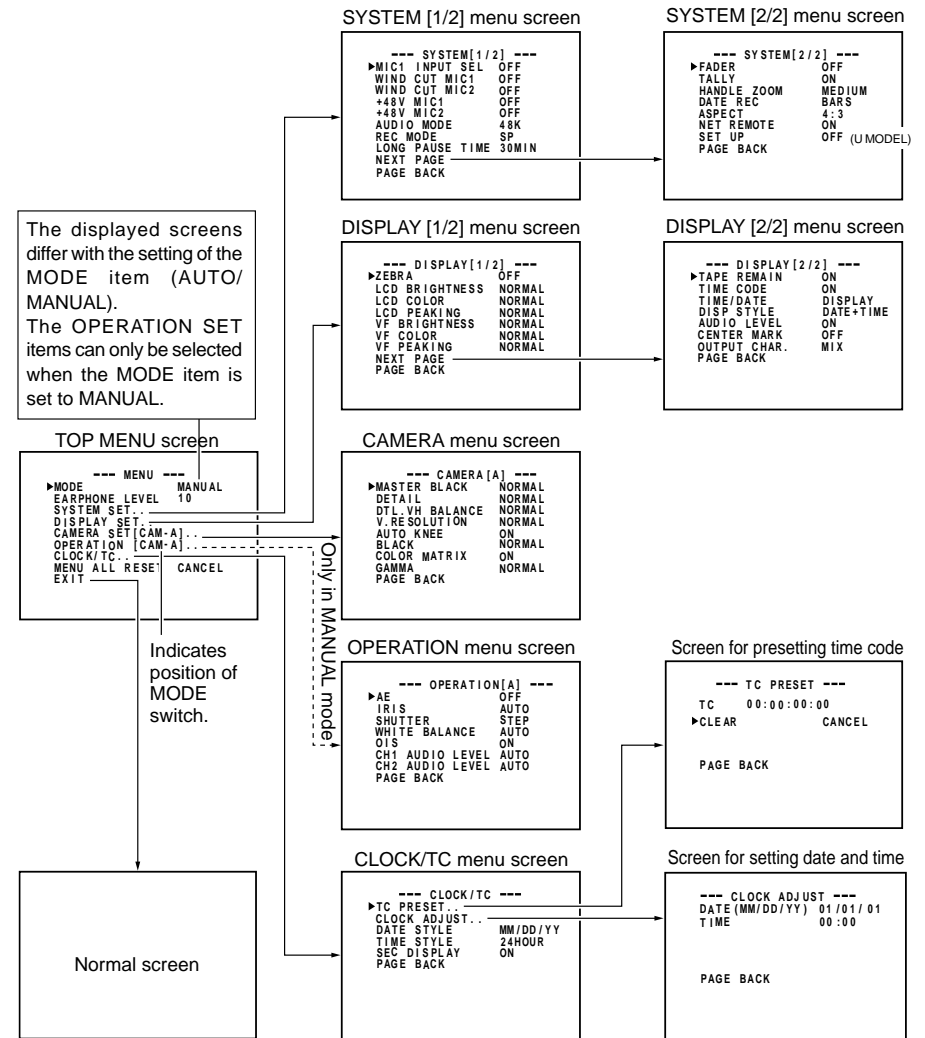 SYSTEM [1/2] menu screen
--- SYSTEM[1/2] ---
▶MIC1 INPUT SEL OFF
WIND CUT MIC1 OFF
WIND CUT MIC2 OFF
+48V MIC1 OFF
+48V MIC2 OFF
AUDIO MODE 48K
REC MODE SP
LONG PAUSE TIME 30MIN
NEXT PAGE
PAGE BACK
SYSTEM [2/2] menu screen
--- SYSTEM[2/2] ---
▶FADER OFF
TALLY ON
HANDLE ZOOM MEDIUM
DATE REC BARS
ASPECT 4:3
NET REMOTE ON
SET UP OFF (U MODEL)
PAGE BACK
The displayed screens
differ with the setting of the
MODE item (AUTO/
MANUAL).
The OPERATION SET
items can only be selected
when the MODE item is
set to MANUAL.
DISPLAY [1/2] menu screen
--- DISPLAY[1/2] ---
▶ZEBRA OFF
LCD BRIGHTNESS NORMAL
LCD COLOR NORMAL
LCD PEAKING NORMAL
VF BRIGHTNESS NORMAL
VF COLOR NORMAL
VF PEAKING NORMAL
NEXT PAGE
PAGE BACK
DISPLAY [2/2] menu screen
--- DISPLAY[2/2] ---
▶TAPE REMAIN ON
TIME CODE ON
TIME/DATE DISPLAY
DISP STYLE DATE+TIME
AUDIO LEVEL ON
CENTER MARK OFF
OUTPUT CHAR. MIX
PAGE BACK
TOP MENU screen
--- MENU ---
▶MODE MANUAL
EARPHONE LEVEL 10
SYSTEM SET..
DISPLAY SET..
CAMERA SET[CAM-A]..
OPERATION [CAM-A]..
CLOCK/TC..
MENU ALL RESET CANCEL
EXIT
Indicates
position of
MODE
switch.
Only in MANUAL mode
CAMERA menu screen
--- CAMERA[A] ---
▶MASTER BLACK NORMAL
DETAIL NORMAL
DTL.VH BALANCE NORMAL
V.RESOLUTION NORMAL
AUTO KNEE ON
BLACK NORMAL
COLOR MATRIX ON
GAMMA NORMAL
PAGE BACK
OPERATION menu screen
--- OPERATION[A] ---
▶AE OFF
IRIS AUTO
SHUTTER STEP
WHITE BALANCE AUTO
OIS ON
CH1 AUDIO LEVEL AUTO
CH2 AUDIO LEVEL AUTO
PAGE BACK
Screen for presetting time code
--- TC PRESET ---
TC 00:00:00:00
▶CLEAR CANCEL
PAGE BACK
Normal screen
CLOCK/TC menu screen
--- CLOCK/TC ---
▶TC PRESET..
CLOCK ADJUST..
DATE STYLE MM/DD/YY
TIME STYLE 24HOUR
SEC DISPLAY ON
PAGE BACK
Screen for setting date and time
--- CLOCK ADJUST ---
DATE(MM/DD/YY) 01/01/01
TIME 00:00
PAGE BACK